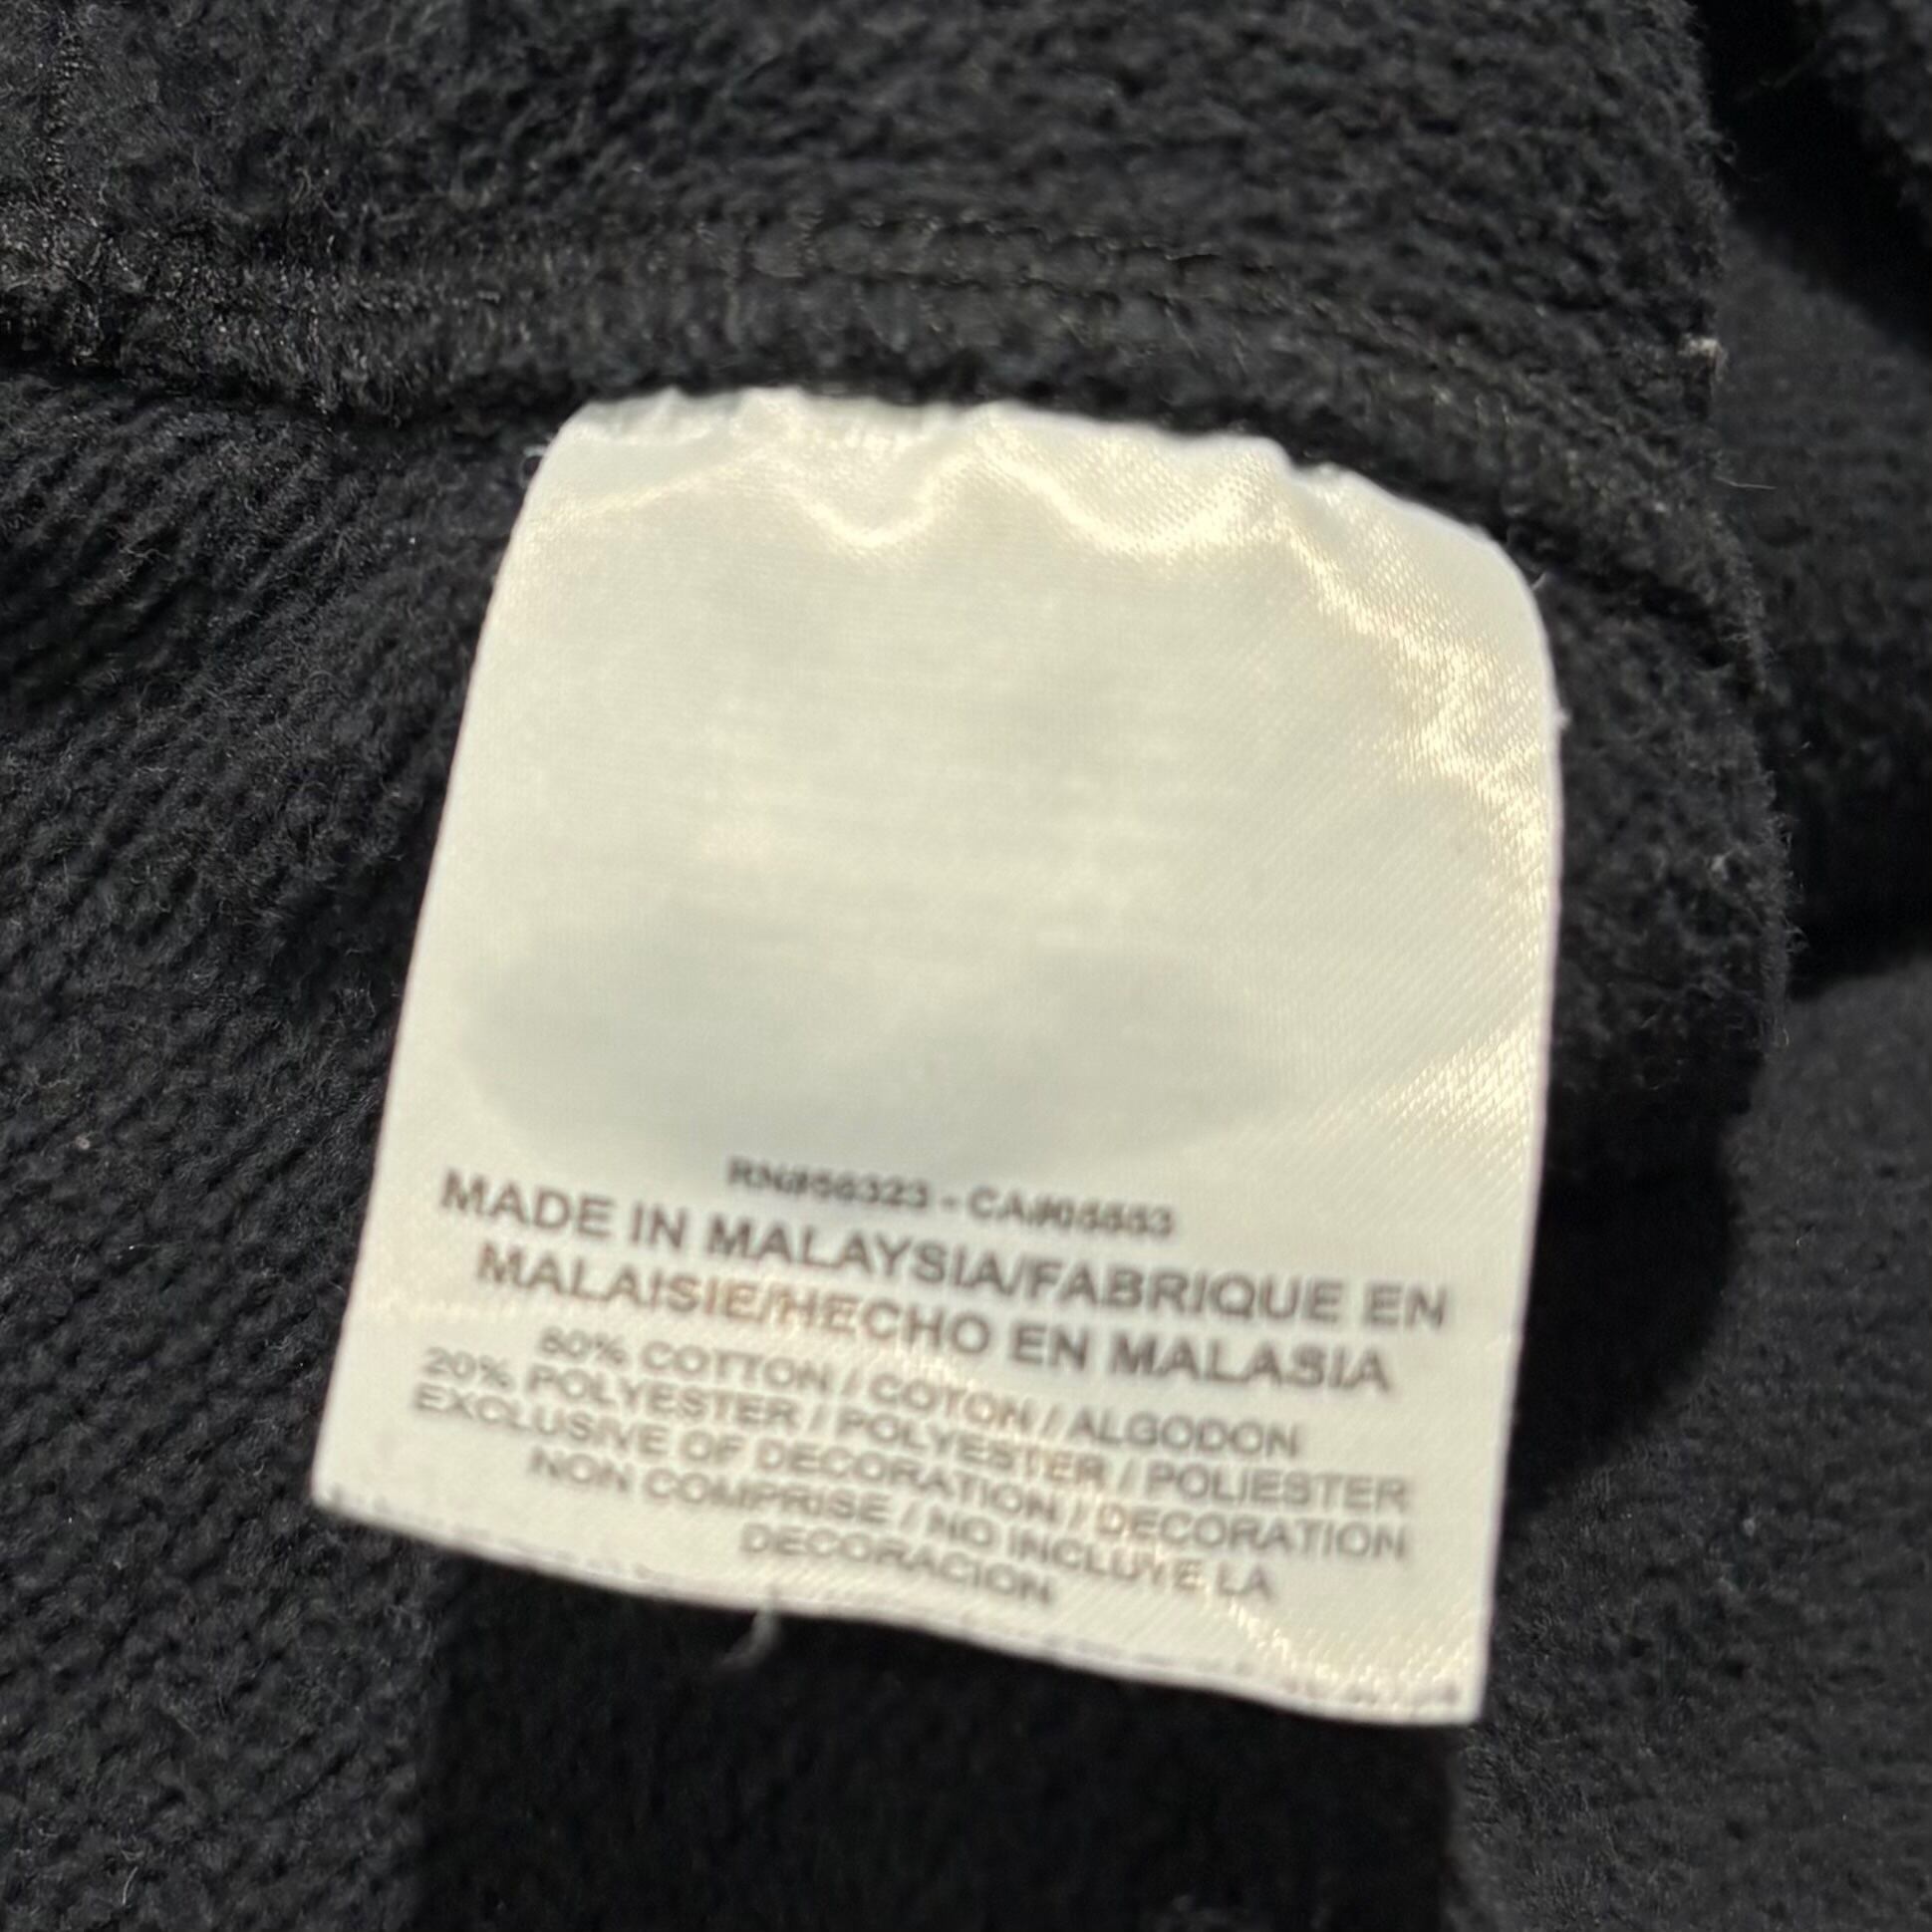 RN#56323 - CA#05553
MADE IN MALAYSIA/FABRIQUE EN
MALAISIE/HECHO EN MALASIA
80% COTTON / COTON / ALGODON
20% POLYESTER / POLYESTER / POLIESTER
EXCLUSIVE OF DECORATION / DECORATION
NON COMPRISE / NO INCLUYE LA
DECORACION